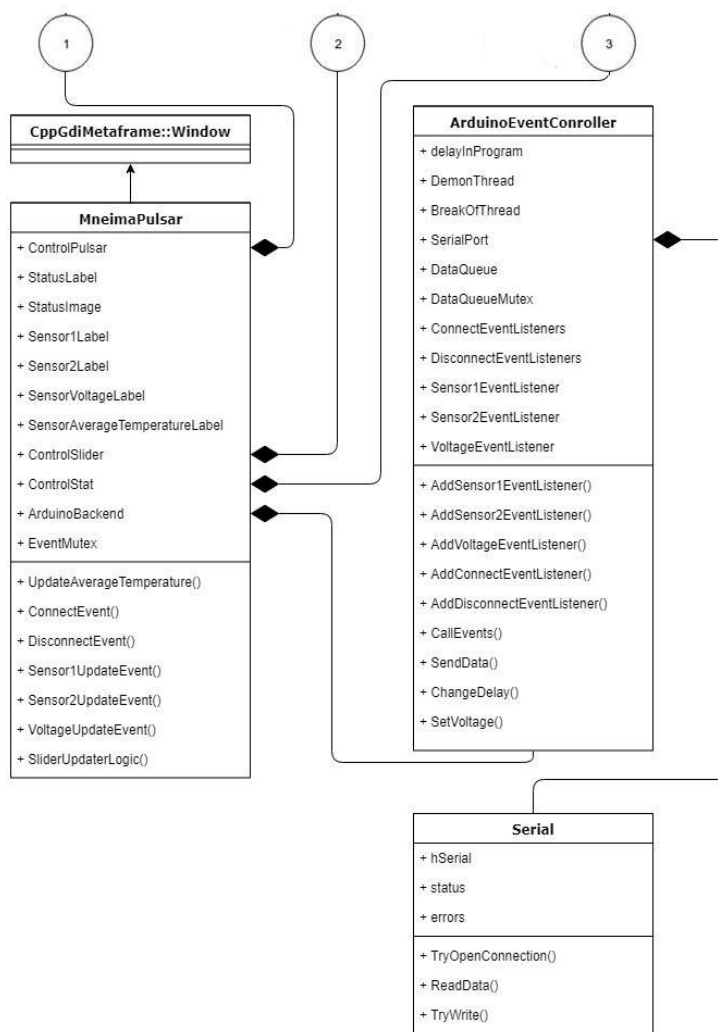 1
2
3
CppGdiMetaframe::Window
MneimaPulsar
+ ControlPulsar
+ StatusLabel
+ StatusImage
+ Sensor1Label
+ Sensor2Label
+ SensorVoltageLabel
+ SensorAverageTemperatureLabel
+ ControlSlider
+ ControlStat
+ ArduinoBackend
+ EventMutex
+ UpdateAverageTemperature()
+ ConnectEvent()
+ DisconnectEvent()
+ Sensor1UpdateEvent()
+ Sensor2UpdateEvent()
+ VoltageUpdateEvent()
+ SliderUpdaterLogic()
ArduinoEventConroller
+ delayInProgram
+ DemonThread
+ BreakOfThread
+ SerialPort
+ DataQueue
+ DataQueueMutex
+ ConnectEventListeners
+ DisconnectEventListeners
+ Sensor1EventListener
+ Sensor2EventListener
+ VoltageEventListener
+ AddSensor1EventListener()
+ AddSensor2EventListener()
+ AddVoltageEventListener()
+ AddConnectEventListener()
+ AddDisconnectEventListener()
+ CallEvents()
+ SendData()
+ ChangeDelay()
+ SetVoltage()
Serial
+ hSerial
+ status
+ errors
+ TryOpenConnection()
+ ReadData()
+ TryWrite()